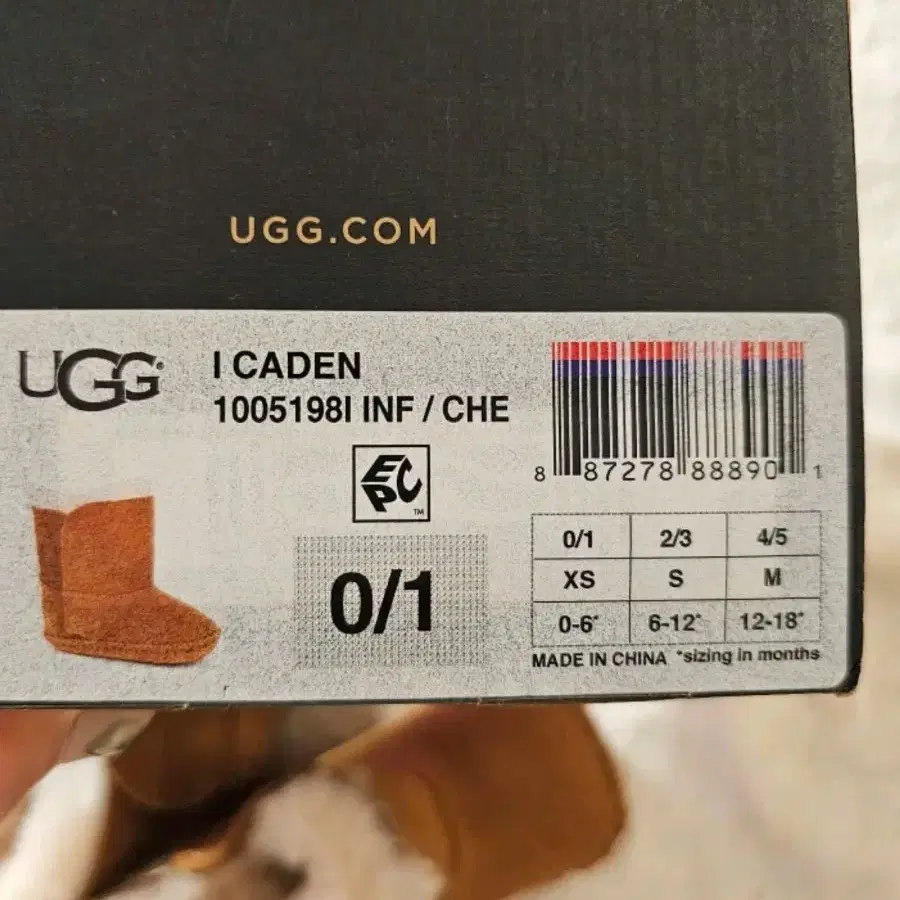 UGG.COM
UGG
I CADEN
1005198I INF / CHE
EPC
TM
0/1
8 87278 88890 1
0/1 2/3 4/5
XS S M
0-6* 6-12* 12-18*
MADE IN CHINA *sizing in months